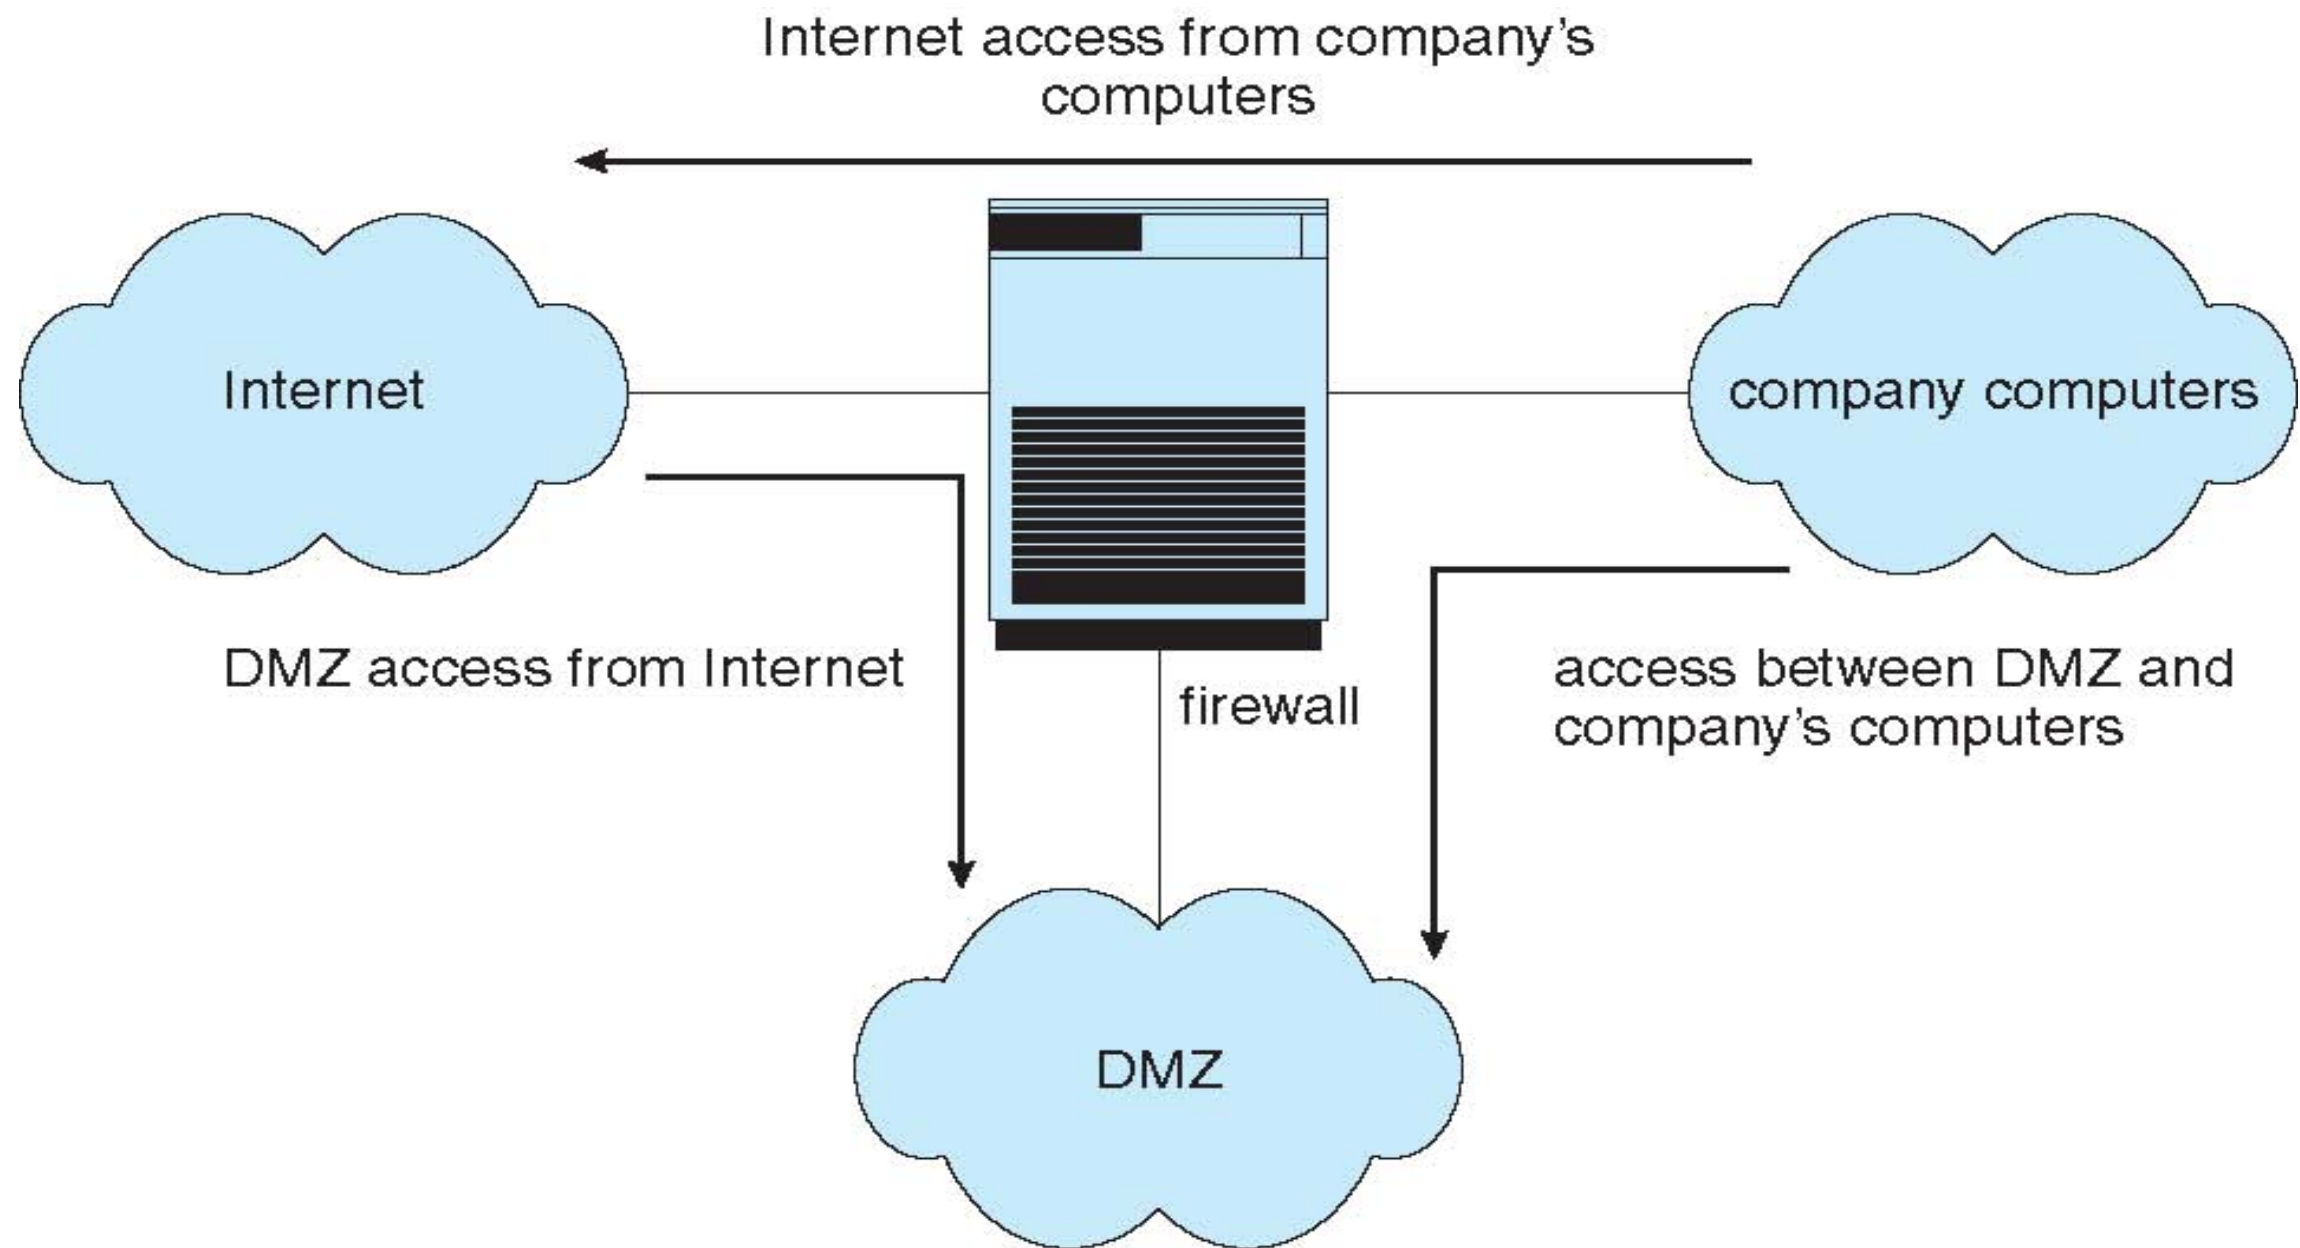 Internet access from company's
computers
Internet
company computers
DMZ access from Internet
firewall
access between DMZ and
company's computers
DMZ